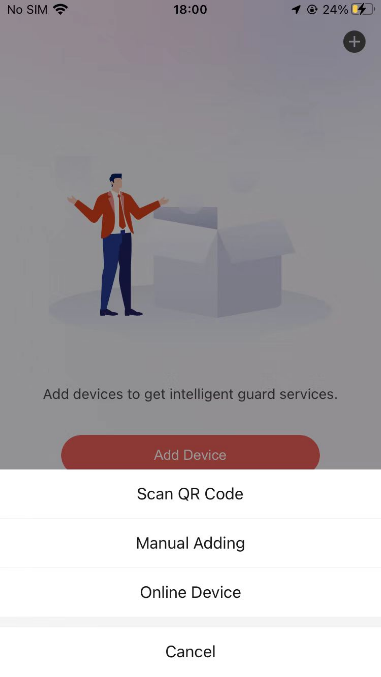 No SIM 18:00 24%
Add devices to get intelligent guard services.
Add Device
Scan QR Code
Manual Adding
Online Device
Cancel